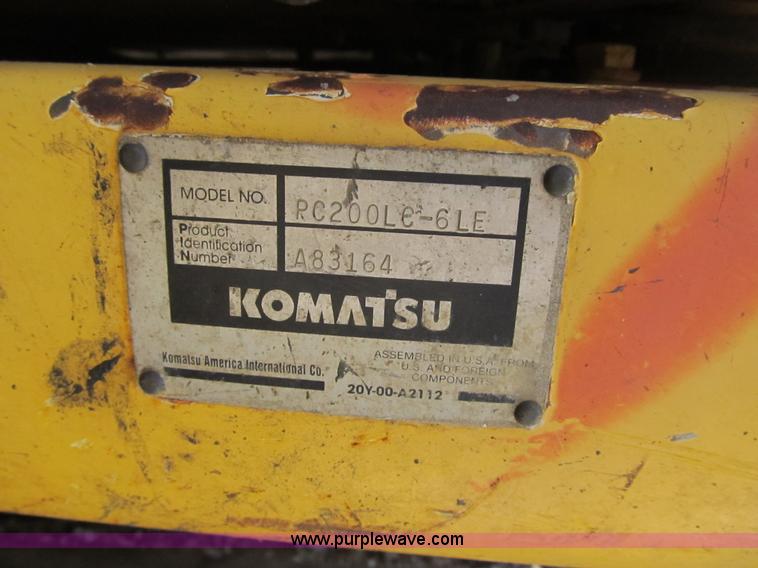 MODEL NO. PC200LC-6LE
Product
Identification
Number A83164
KOMATSU
Komatsu America International Co.
ASSEMBLED IN U.S.A. FROM
U.S. AND FOREIGN
COMPONENTS
20Y-00-A2112
www.purplewave.com